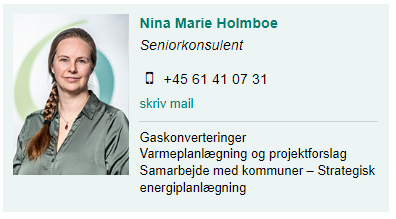 Nina Marie Holmboe
Seniorkonsulent
+45 61 41 07 31
skriv mail
Gaskonverteringer
Varmeplanlægning og projektforslag
Samarbejde med kommuner – Strategisk
energiplanlægning